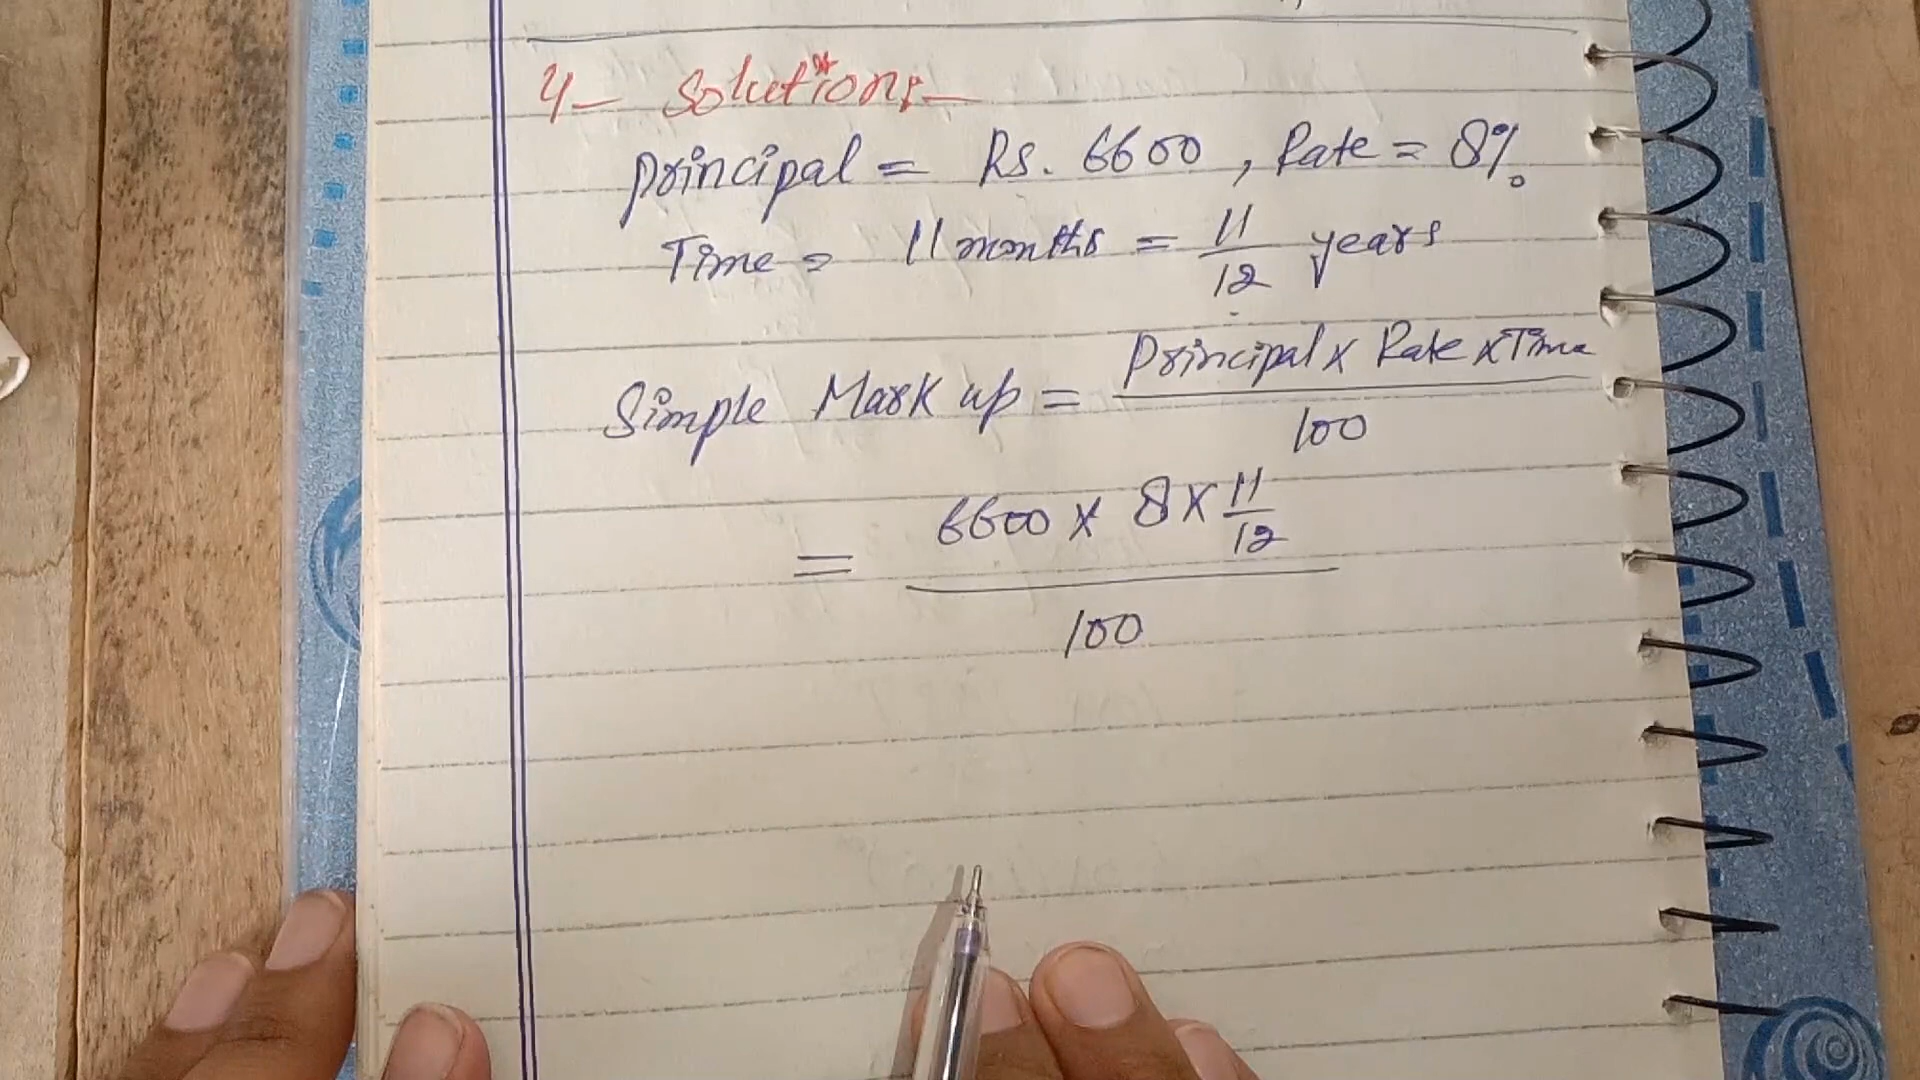 4- Solution:-
Principal = Rs. 6600 , Rate = 8%
Time = 11 months = 11/12 years
Simple Mark up = Principal x Rate x Time / 100
= 6600 x 8 x 11/12 / 100